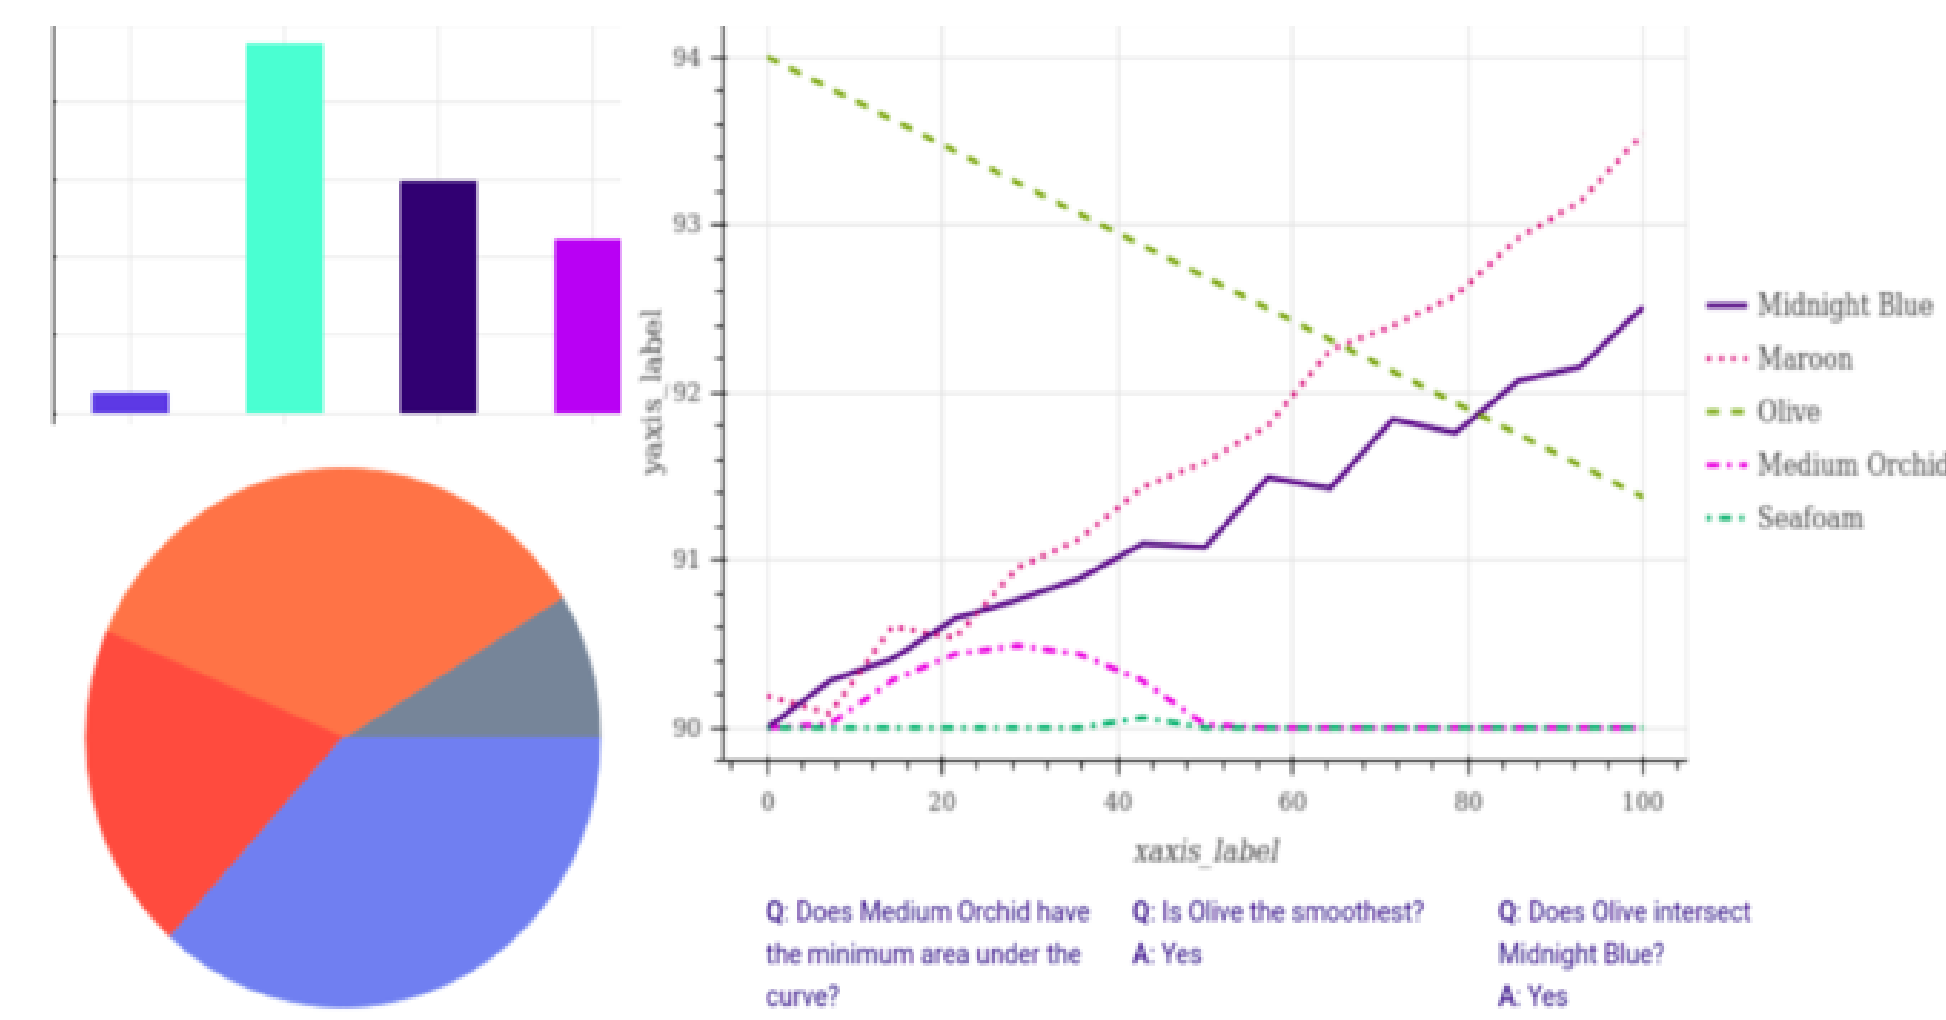 94
93
92
91
90
yaxis_label
0 20 40 60 80 100
xaxis_label
Midnight Blue
Maroon
Olive
Medium Orchid
Seafoam
Q: Does Medium Orchid have
the minimum area under the
curve?
Q: Is Olive the smoothest?
A: Yes
Q: Does Olive intersect
Midnight Blue?
A: Yes